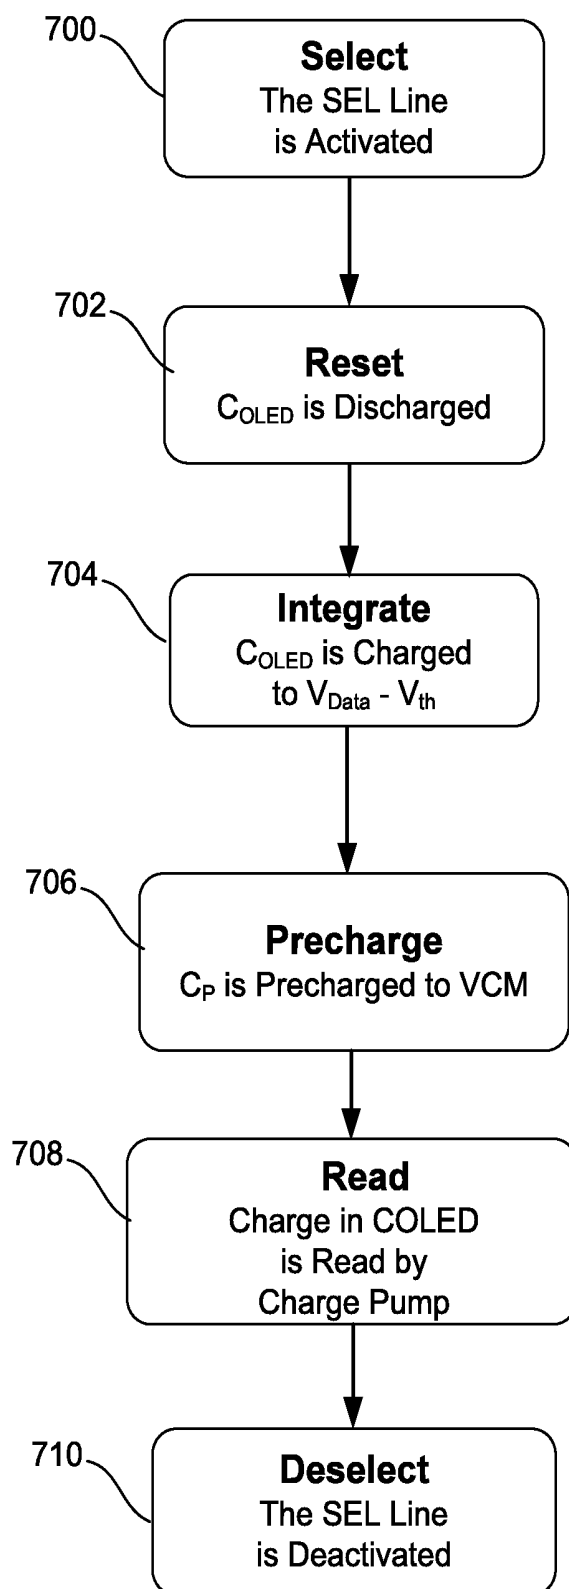 700
Select
The SEL Line
is Activated
702
Reset
COLED is Discharged
704
Integrate
COLED is Charged
to VData - Vth
706
Precharge
CP is Precharged to VCM
708
Read
Charge in COLED
is Read by
Charge Pump
710
Deselect
The SEL Line
is Deactivated